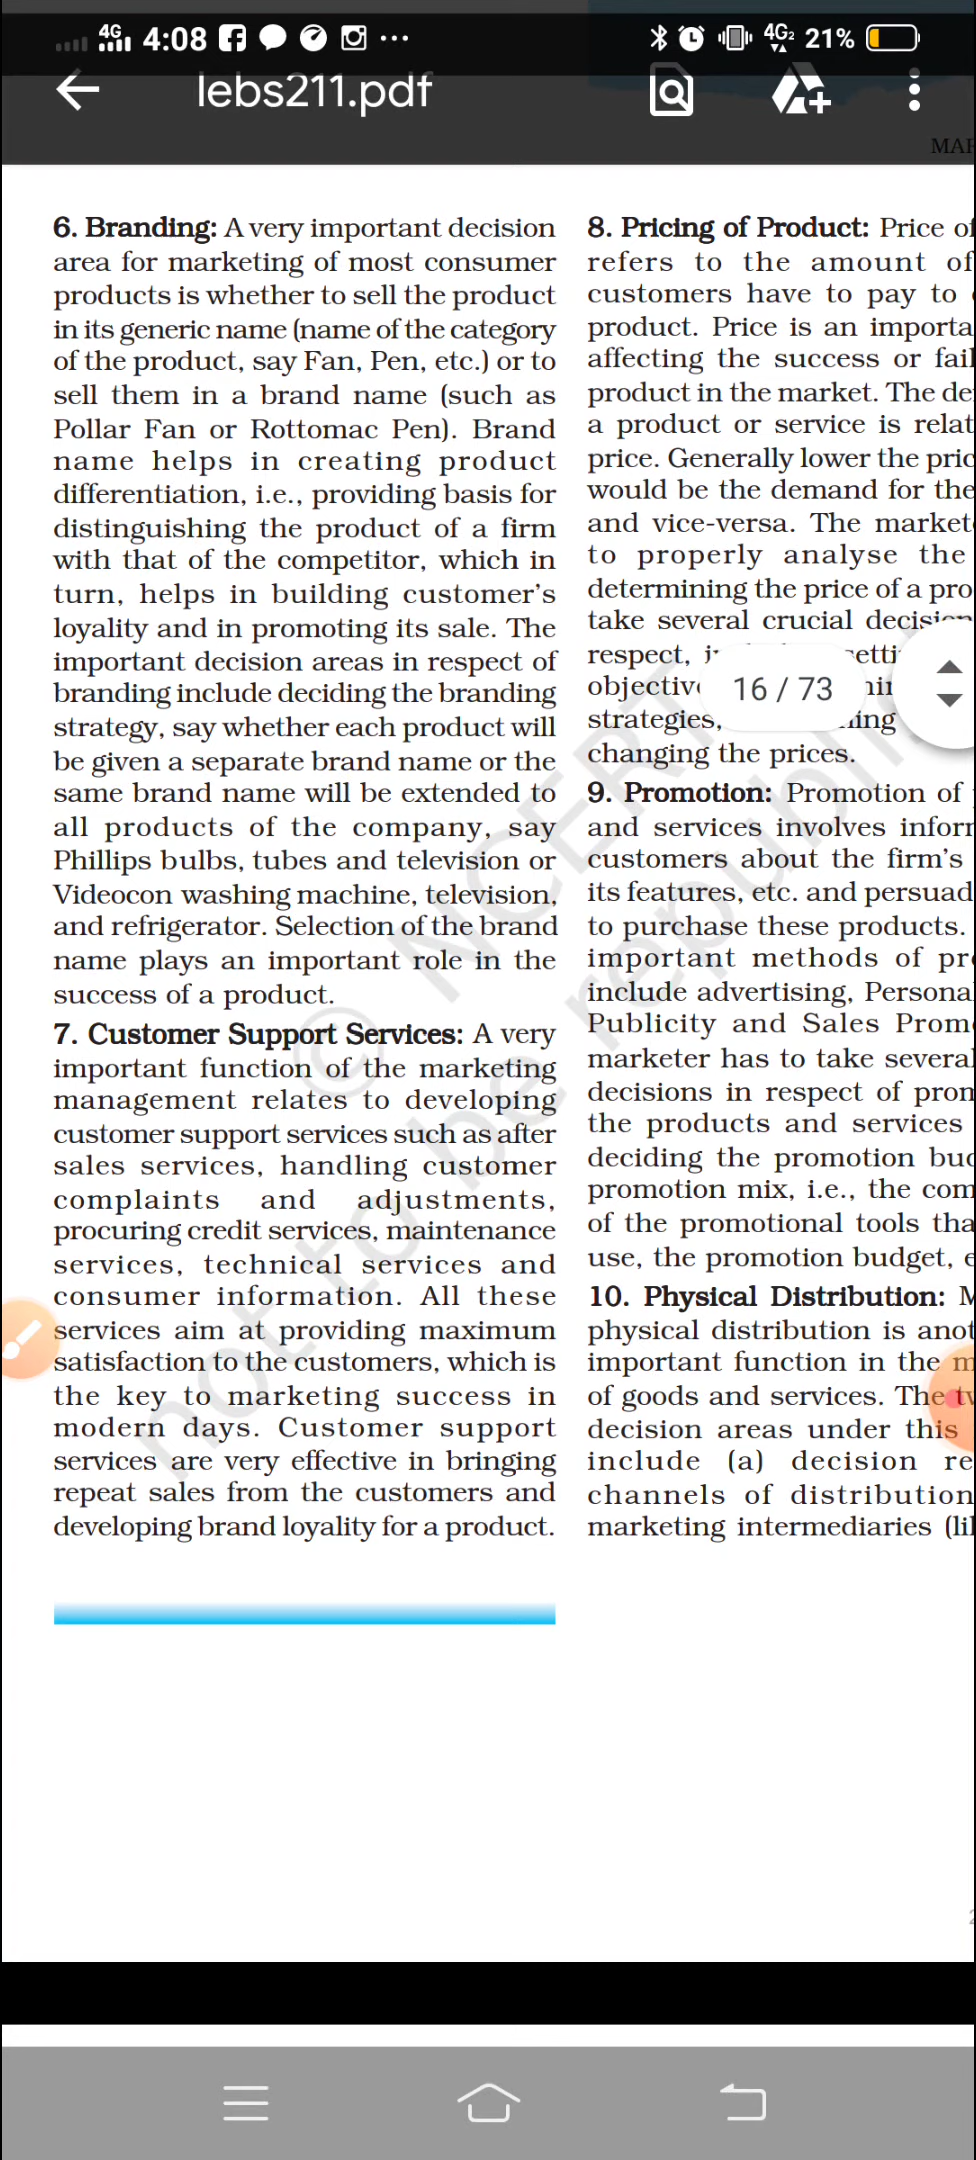 4G 4:08 ... 4G2 21%
lebs211.pdf
MAR
6. Branding: A very important decision
area for marketing of most consumer
products is whether to sell the product
in its generic name (name of the category
of the product, say Fan, Pen, etc.) or to
sell them in a brand name (such as
Pollar Fan or Rottomac Pen). Brand
name helps in creating product
differentiation, i.e., providing basis for
distinguishing the product of a firm
with that of the competitor, which in
turn, helps in building customer's
loyality and in promoting its sale. The
important decision areas in respect of
branding include deciding the branding
strategy, say whether each product will
be given a separate brand name or the
same brand name will be extended to
all products of the company, say
Phillips bulbs, tubes and television or
Videocon washing machine, television,
and refrigerator. Selection of the brand
name plays an important role in the
success of a product.
7. Customer Support Services: A very
important function of the marketing
management relates to developing
customer support services such as after
sales services, handling customer
complaints and adjustments,
procuring credit services, maintenance
services, technical services and
consumer information. All these
services aim at providing maximum
satisfaction to the customers, which is
the key to marketing success in
modern days. Customer support
services are very effective in bringing
repeat sales from the customers and
developing brand loyality for a product.
8. Pricing of Product: Price of
refers to the amount of
customers have to pay to
product. Price is an importa
affecting the success or fail
product in the market. The de
a product or service is relat
price. Generally lower the pric
would be the demand for the
and vice-versa. The markete
to properly analyse the
determining the price of a pro
take several crucial decision
respect, setti
objective
strategies,
changing the prices.
16 / 73
9. Promotion: Promotion of
and services involves inform
customers about the firm's
its features, etc. and persuad
to purchase these products.
important methods of pro
include advertising, Persona
Publicity and Sales Promo
marketer has to take several
decisions in respect of prom
the products and services
deciding the promotion bud
promotion mix, i.e., the com
of the promotional tools tha
use, the promotion budget, e
10. Physical Distribution: M
physical distribution is anot
important function in the m
of goods and services. The tw
decision areas under this
include (a) decision re
channels of distribution
marketing intermediaries (lik
© NCERT
not to be republi